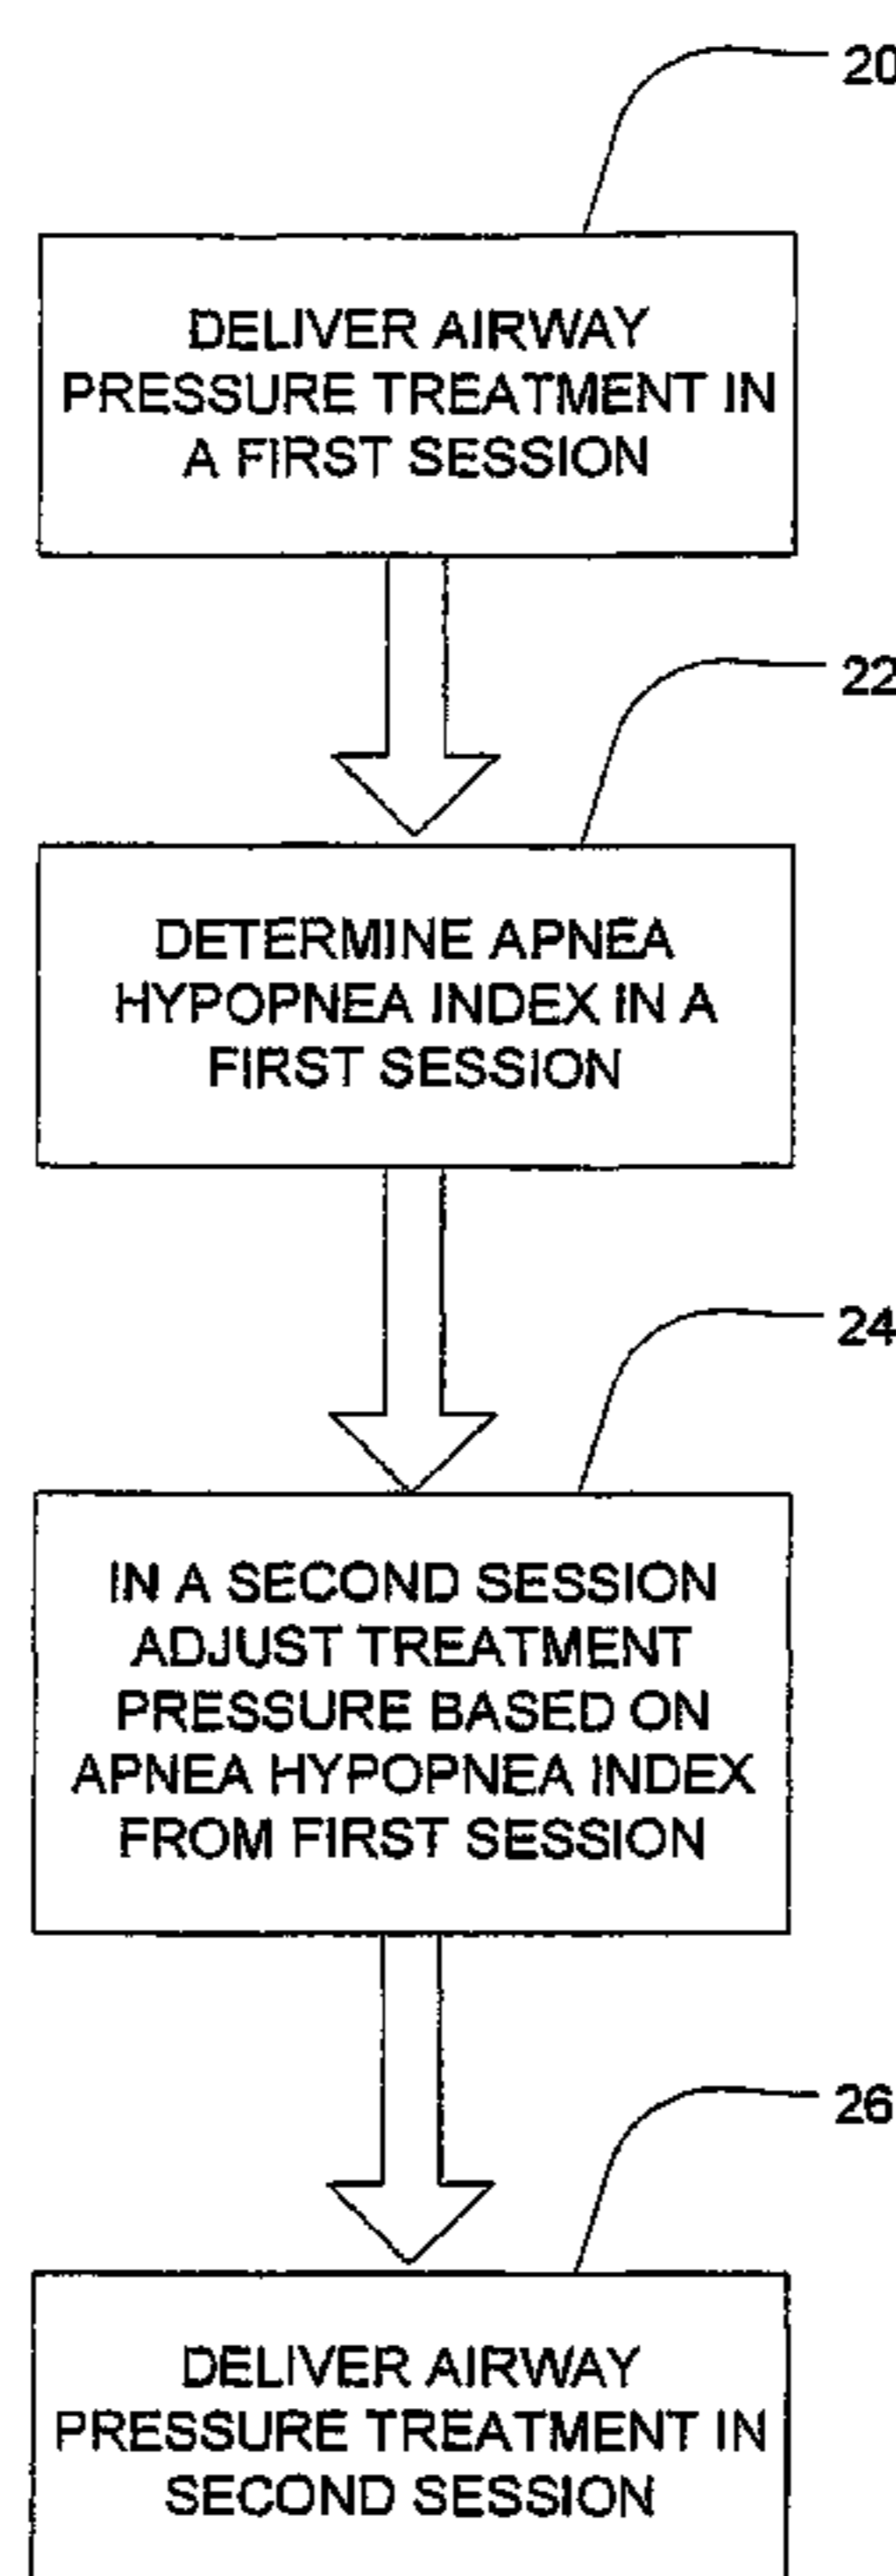 20
DELIVER AIRWAY
PRESSURE TREATMENT IN
A FIRST SESSION
22
DETERMINE APNEA
HYPOPNEA INDEX IN A
FIRST SESSION
24
IN A SECOND SESSION
ADJUST TREATMENT
PRESSURE BASED ON
APNEA HYPOPNEA INDEX
FROM FIRST SESSION
26
DELIVER AIRWAY
PRESSURE TREATMENT IN
SECOND SESSION